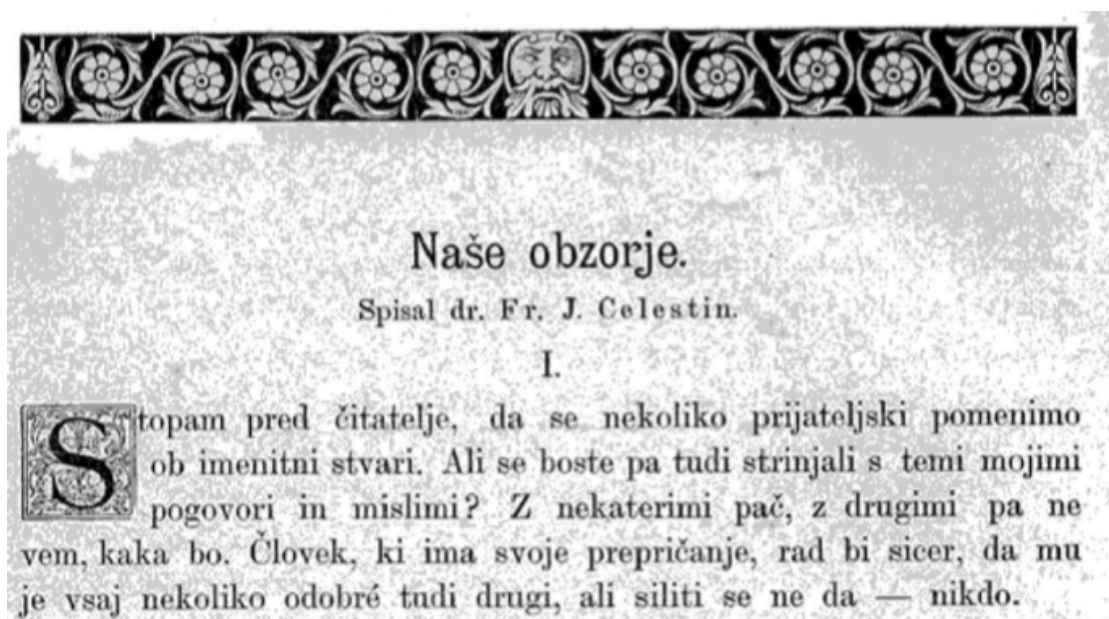 Naše obzorje.
Spisal dr. Fr. J. Celestin.
I.
Stopam pred čitatelje, da se nekoliko prijateljski pomenimo
ob imenitni stvari. Ali se boste pa tudi strinjali s temi mojimi
pogovori in mislimi? Z nekaterimi pač, z drugimi pa ne
vem, kaka bo. Človek, ki ima svoje prepričanje, rad bi sicer, da mu
je vsaj nekoliko odobré tudi drugi, ali siliti se ne da — nikdo.